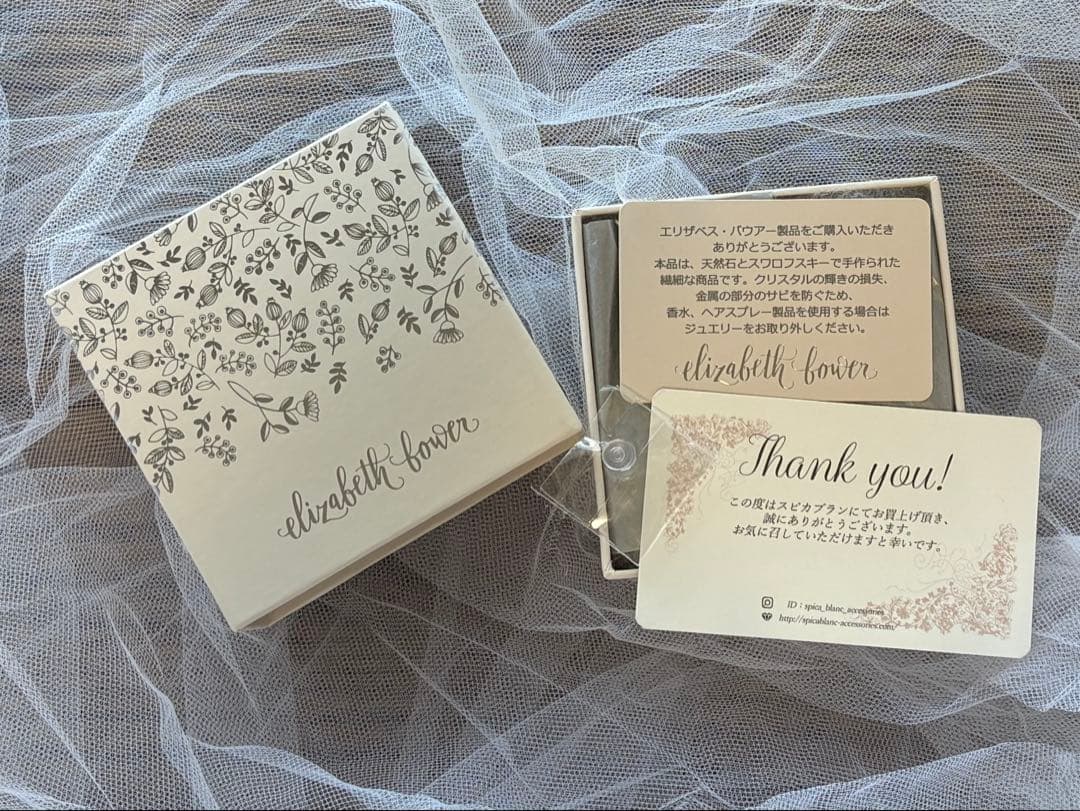 elizabeth bower
エリザベス・バウアー製品をご購入いただき
ありがとうございます。
本品は、天然石とスワロフスキーで手作られた
繊細な商品です。クリスタルの輝きの損失、
金属の部分のサビを防ぐため、
香水、ヘアスプレー製品を使用する場合は
ジュエリーをお取り外しください。
elizabeth bower
Thank you!
この度はスピカブランにてお買上げ頂き、
誠にありがとうございます。
お気に召していただけますと幸いです。
ID：spica_blanc_accessories
http://spicablanc-accessories.com/